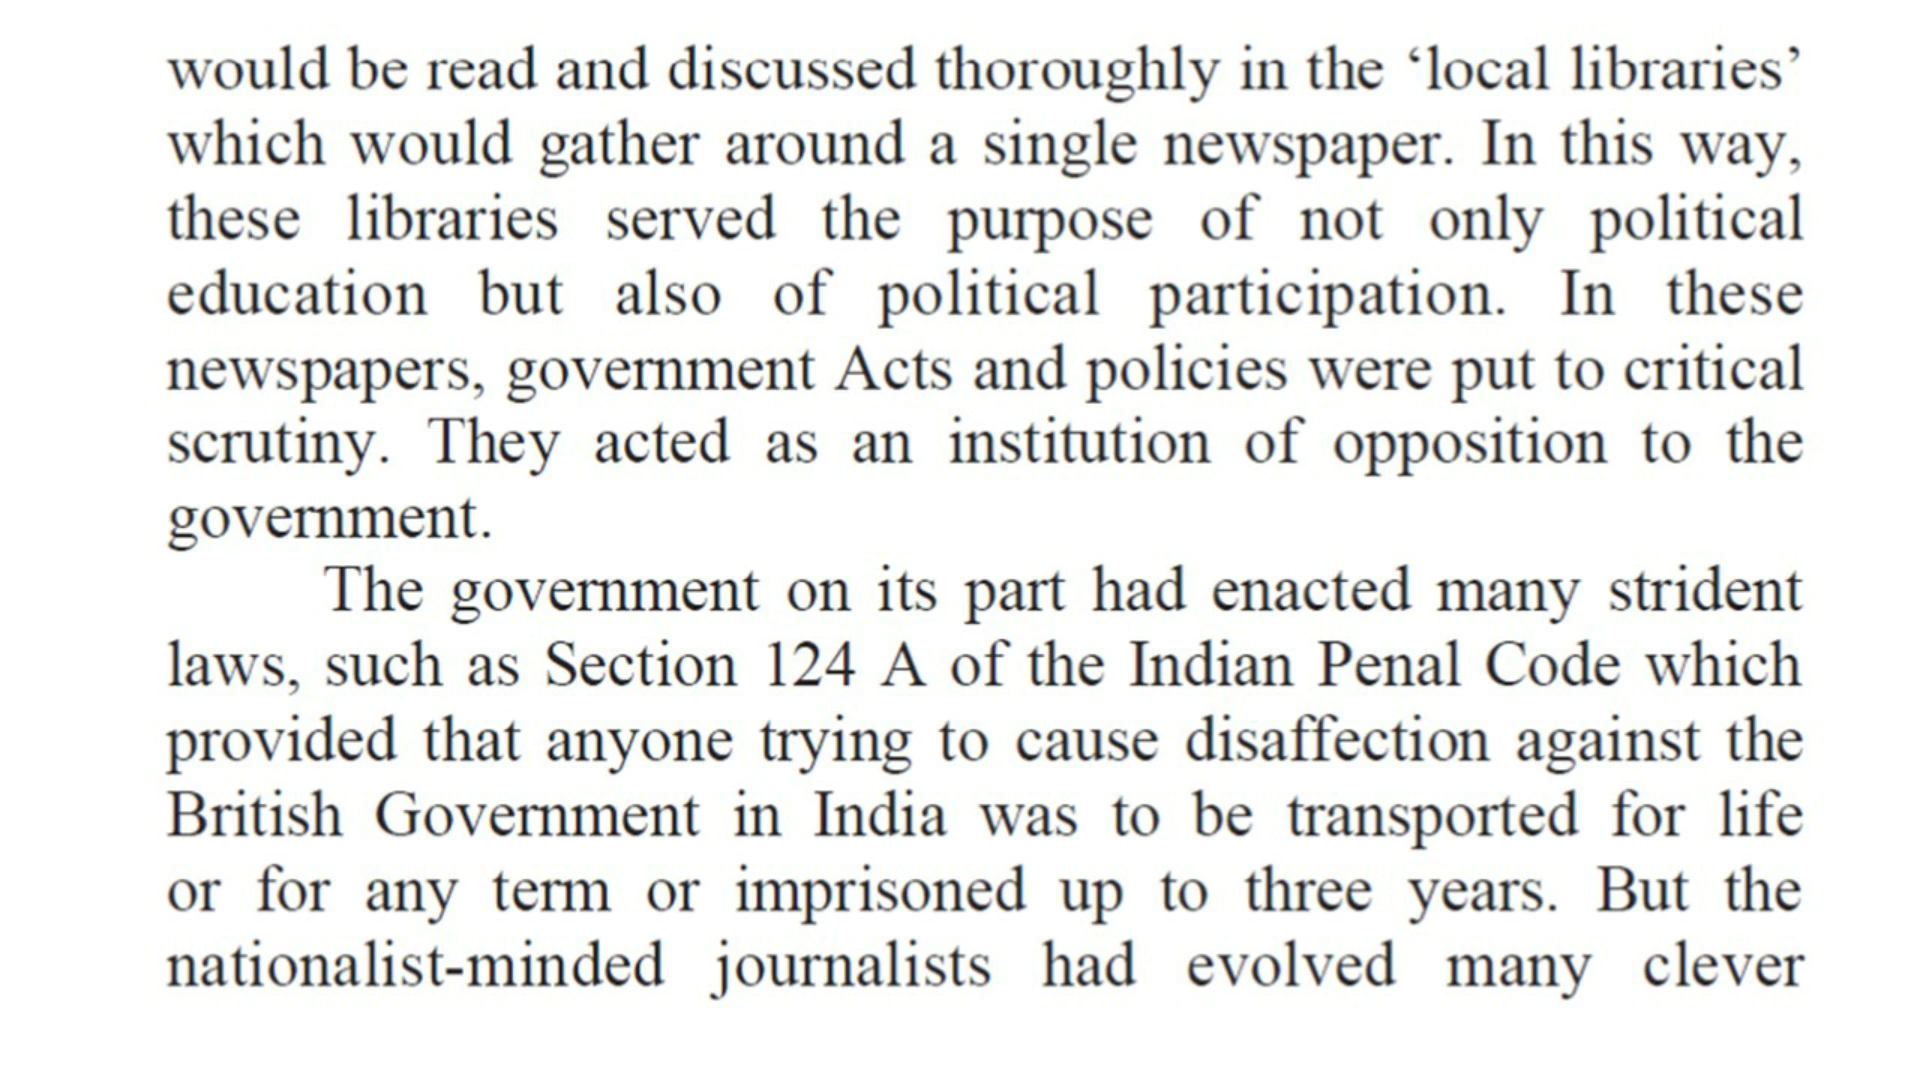 would be read and discussed thoroughly in the ‘local libraries’
which would gather around a single newspaper. In this way,
these libraries served the purpose of not only political
education but also of political participation. In these
newspapers, government Acts and policies were put to critical
scrutiny. They acted as an institution of opposition to the
government.
The government on its part had enacted many strident
laws, such as Section 124 A of the Indian Penal Code which
provided that anyone trying to cause disaffection against the
British Government in India was to be transported for life
or for any term or imprisoned up to three years. But the
nationalist-minded journalists had evolved many clever